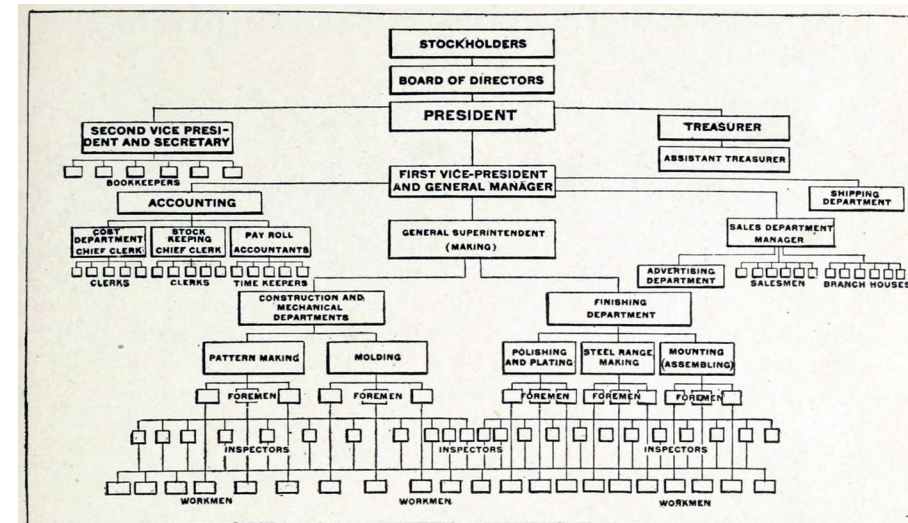 STOCKHOLDERS
BOARD OF DIRECTORS
PRESIDENT
SECOND VICE PRESI-
DENT AND SECRETARY
TREASURER
ASSISTANT TREASURER
BOOKKEEPERS
FIRST VICE-PRESIDENT
AND GENERAL MANAGER
SHIPPING
DEPARTMENT
ACCOUNTING
COST
DEPARTMENT
CHIEF CLERK
STOCK
KEEPING
CHIEF CLERK
PAY ROLL
ACCOUNTANTS
GENERAL SUPERINTENDENT
(MAKING)
SALES DEPARTMENT
MANAGER
CLERKS
CLERKS
TIME KEEPERS
ADVERTISING
DEPARTMENT
SALESMEN
BRANCH HOUSES
CONSTRUCTION AND
MECHANICAL
DEPARTMENTS
FINISHING
DEPARTMENT
PATTERN MAKING
MOLDING
POLISHING
AND PLATING
STEEL RANGE
MAKING
MOUNTING
(ASSEMBLING)
FOREMEN
FOREMEN
FOREMEN
FOREMEN
FOREMEN
INSPECTORS
INSPECTORS
INSPECTORS
WORKMEN
WORKMEN
WORKMEN